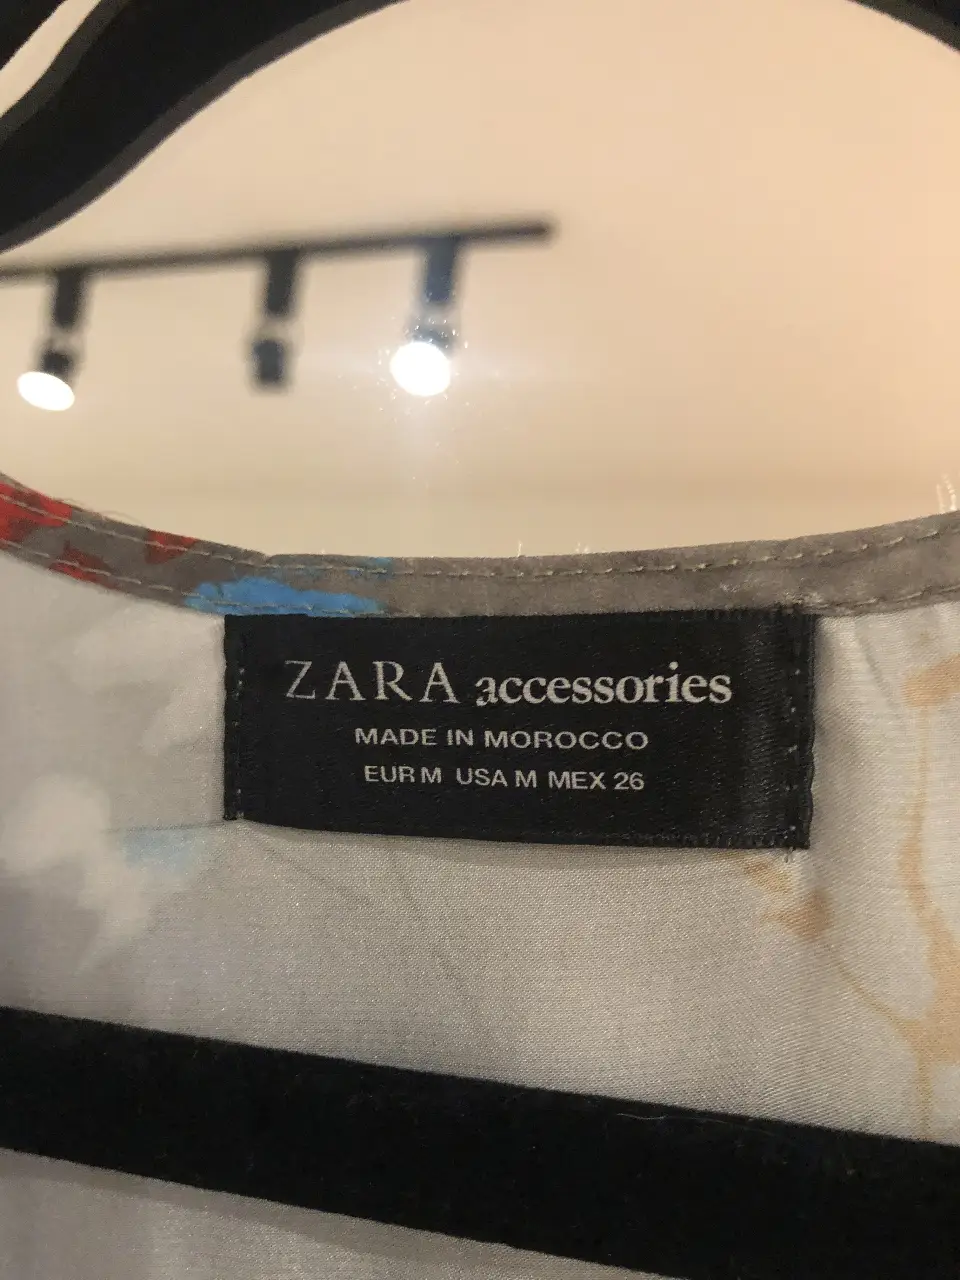 ZARA accessories
MADE IN MOROCCO
EUR M USA M MEX 26